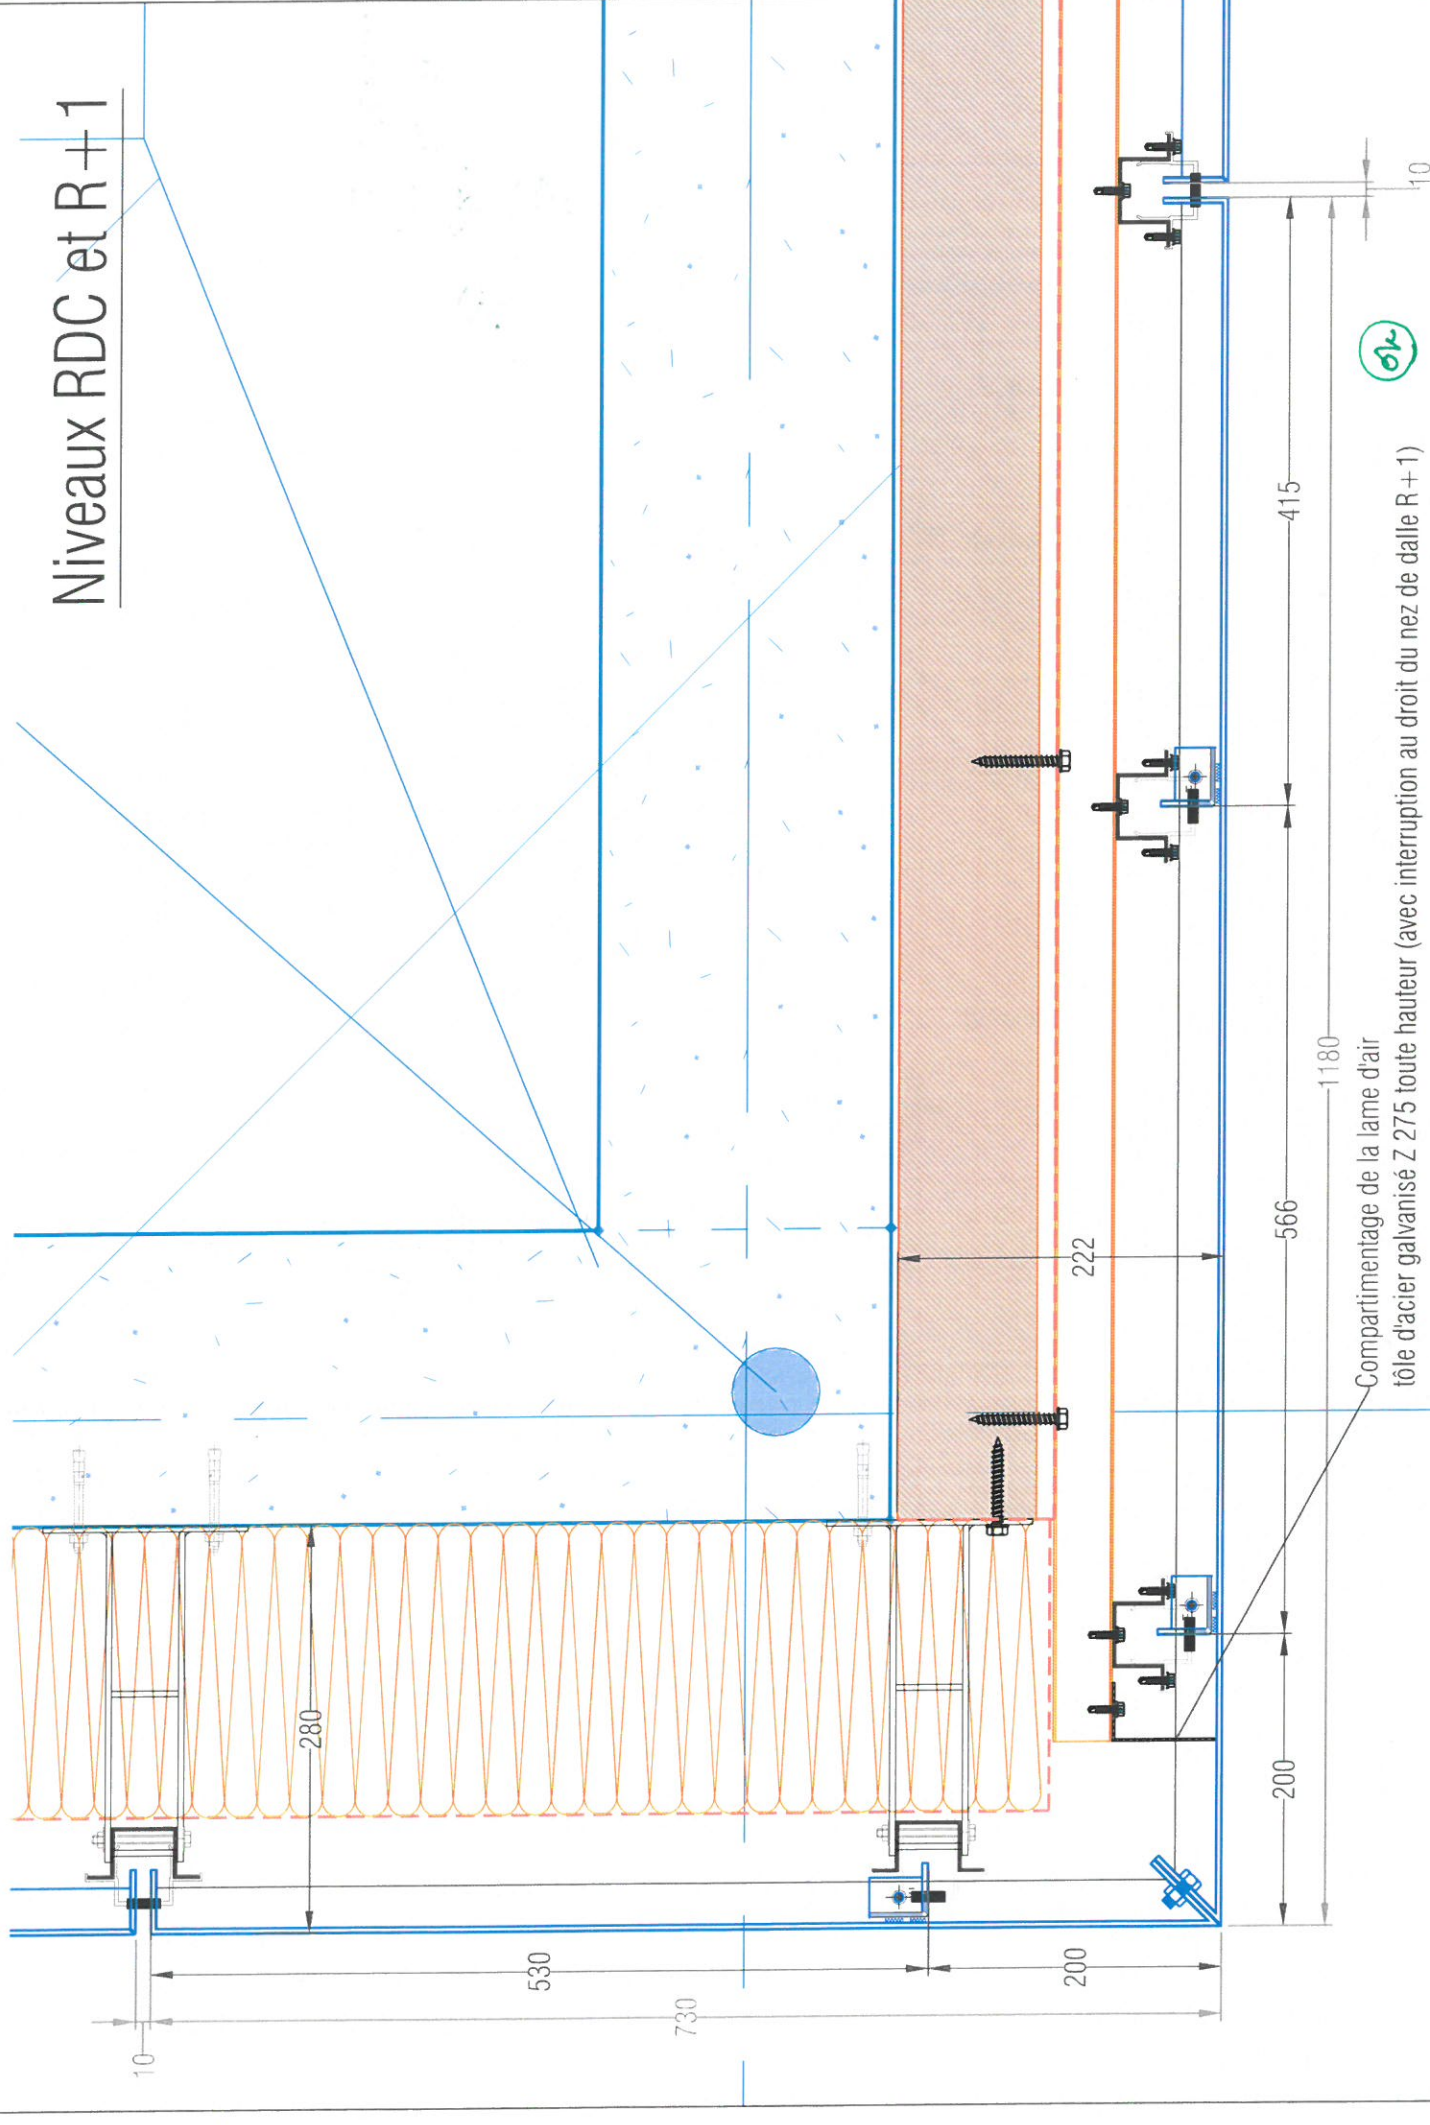 Niveaux RDC et R+1
10
415
ok
566
1180
222
Compartimentage de la lame d'air
tôle d'acier galvanisé Z 275 toute hauteur (avec interruption au droit du nez de dalle R+1)
280
200
530
200
730
10